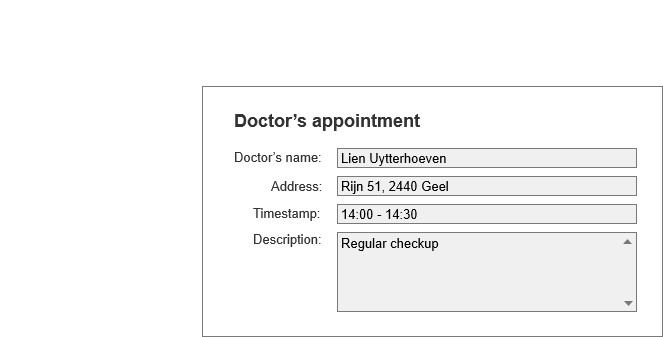 Doctor’s appointment
Doctor’s name: Lien Uytterhoeven
Address: Rijn 51, 2440 Geel
Timestamp: 14:00 - 14:30
Description: Regular checkup